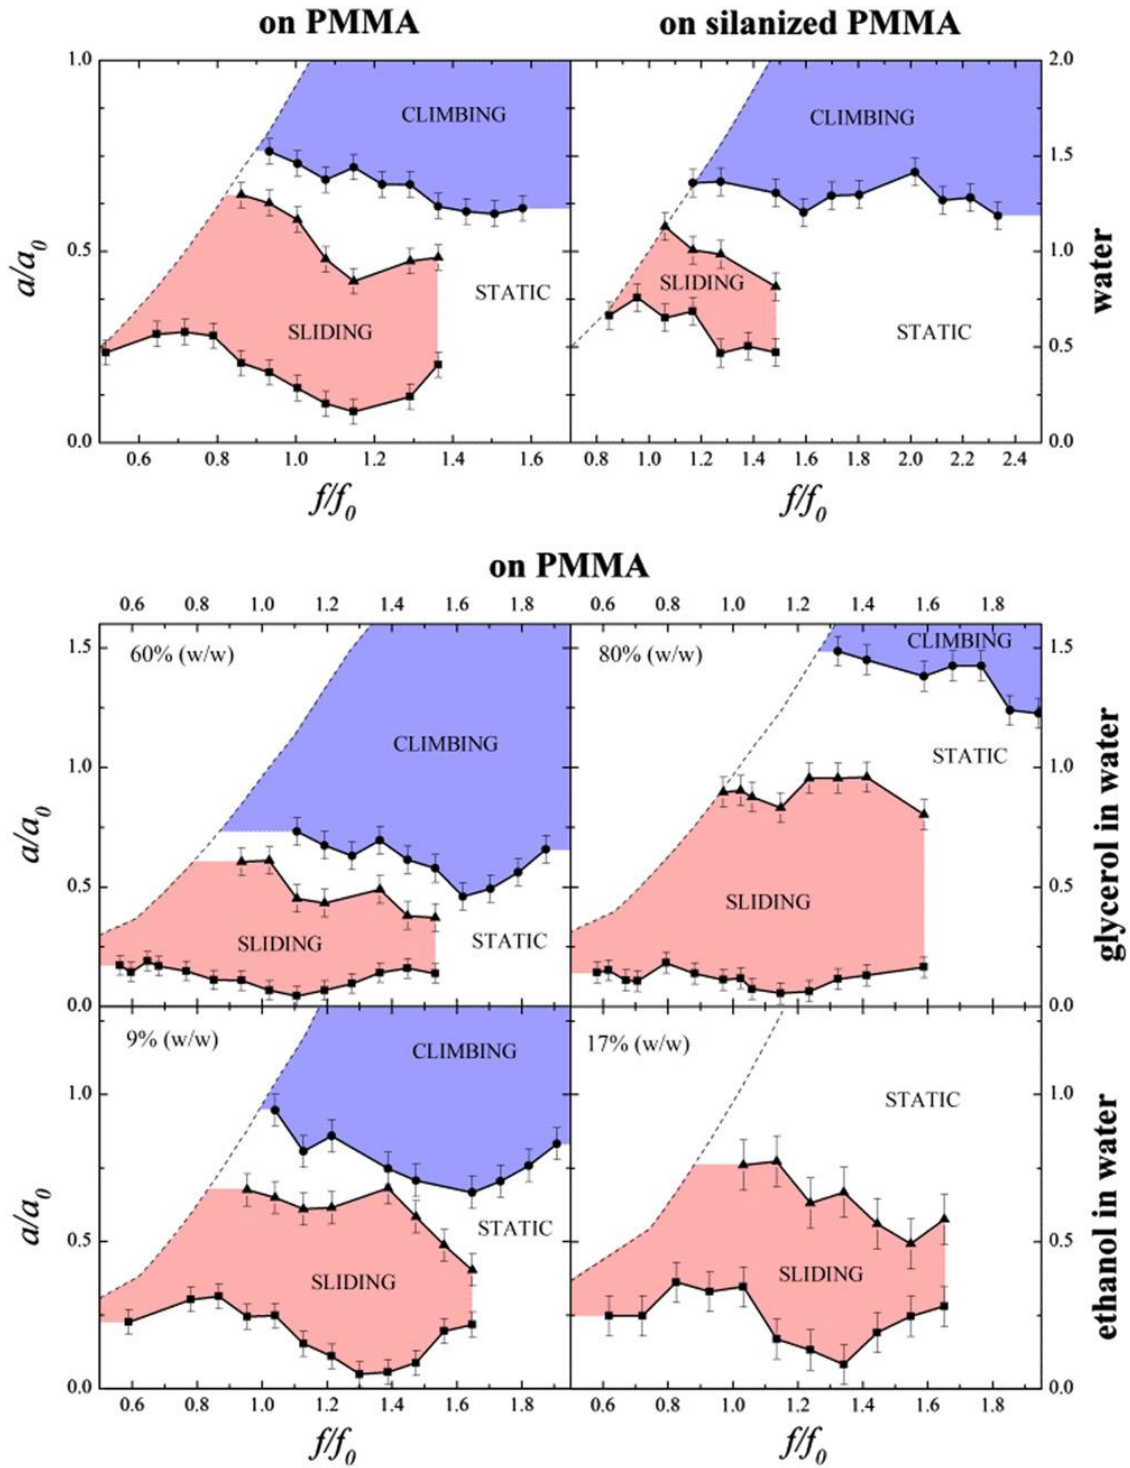 on PMMA
on silanized PMMA
1.0
0.5
0.0
a/a0
CLIMBING
SLIDING
STATIC
0.6 0.8 1.0 1.2 1.4 1.6
f/f0
CLIMBING
SLIDING
STATIC
2.0
1.5
1.0
0.5
0.0
water
0.8 1.0 1.2 1.4 1.6 1.8 2.0 2.2 2.4
f/f0
on PMMA
0.6 0.8 1.0 1.2 1.4 1.6 1.8
0.6 0.8 1.0 1.2 1.4 1.6 1.8
1.5
1.0
0.5
0.0
a/a0
60% (w/w)
CLIMBING
SLIDING
STATIC
80% (w/w)
CLIMBING
STATIC
SLIDING
1.5
1.0
0.5
0.0
glycerol in water
1.0
0.5
0.0
a/a0
9% (w/w)
CLIMBING
STATIC
SLIDING
0.6 0.8 1.0 1.2 1.4 1.6 1.8
f/f0
17% (w/w)
STATIC
SLIDING
1.0
0.5
0.0
ethanol in water
0.6 0.8 1.0 1.2 1.4 1.6 1.8
f/f0